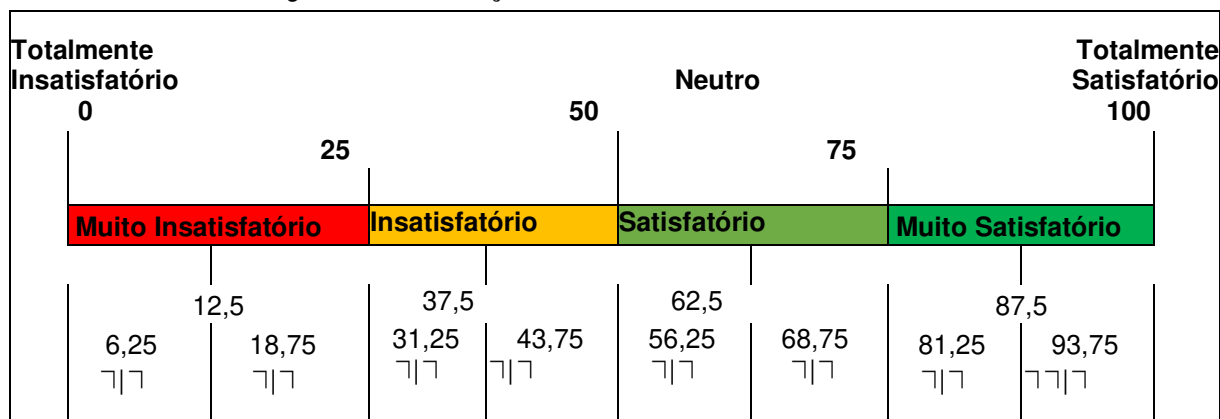 Totalmente Totalmente
Insatisfatório Neutro Satisfatório
0 50 100
25 75
Muito Insatisfatório Insatisfatório Satisfatório Muito Satisfatório
12,5 37,5 62,5 87,5
6,25 18,75 31,25 43,75 56,25 68,75 81,25 93,75